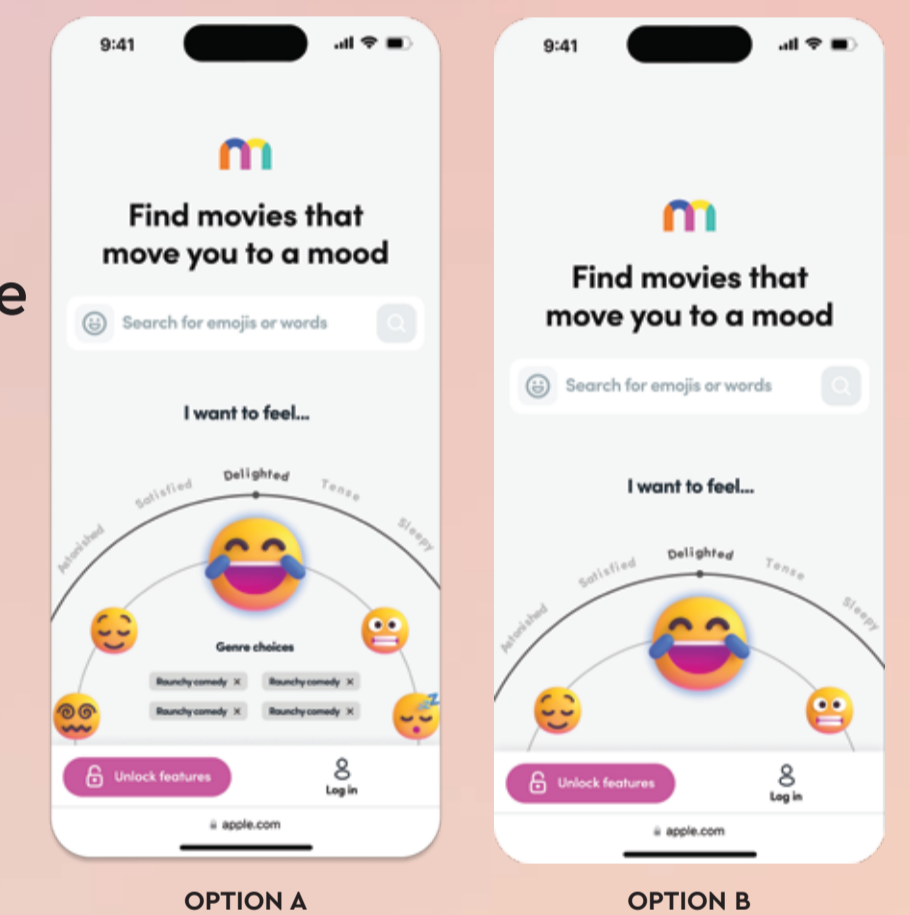 e
9:41
Find movies that
move you to a mood
Search for emojis or words
I want to feel...
Astonished
Satisfied
Delighted
Tense
Sleepy
Genre choices
Raunchy comedy ×
Raunchy comedy ×
Raunchy comedy ×
Raunchy comedy ×
Unlock features
Log in
apple.com
OPTION A
9:41
Find movies that
move you to a mood
Search for emojis or words
I want to feel...
Astonished
Satisfied
Delighted
Tense
Sleepy
Unlock features
Log in
apple.com
OPTION B